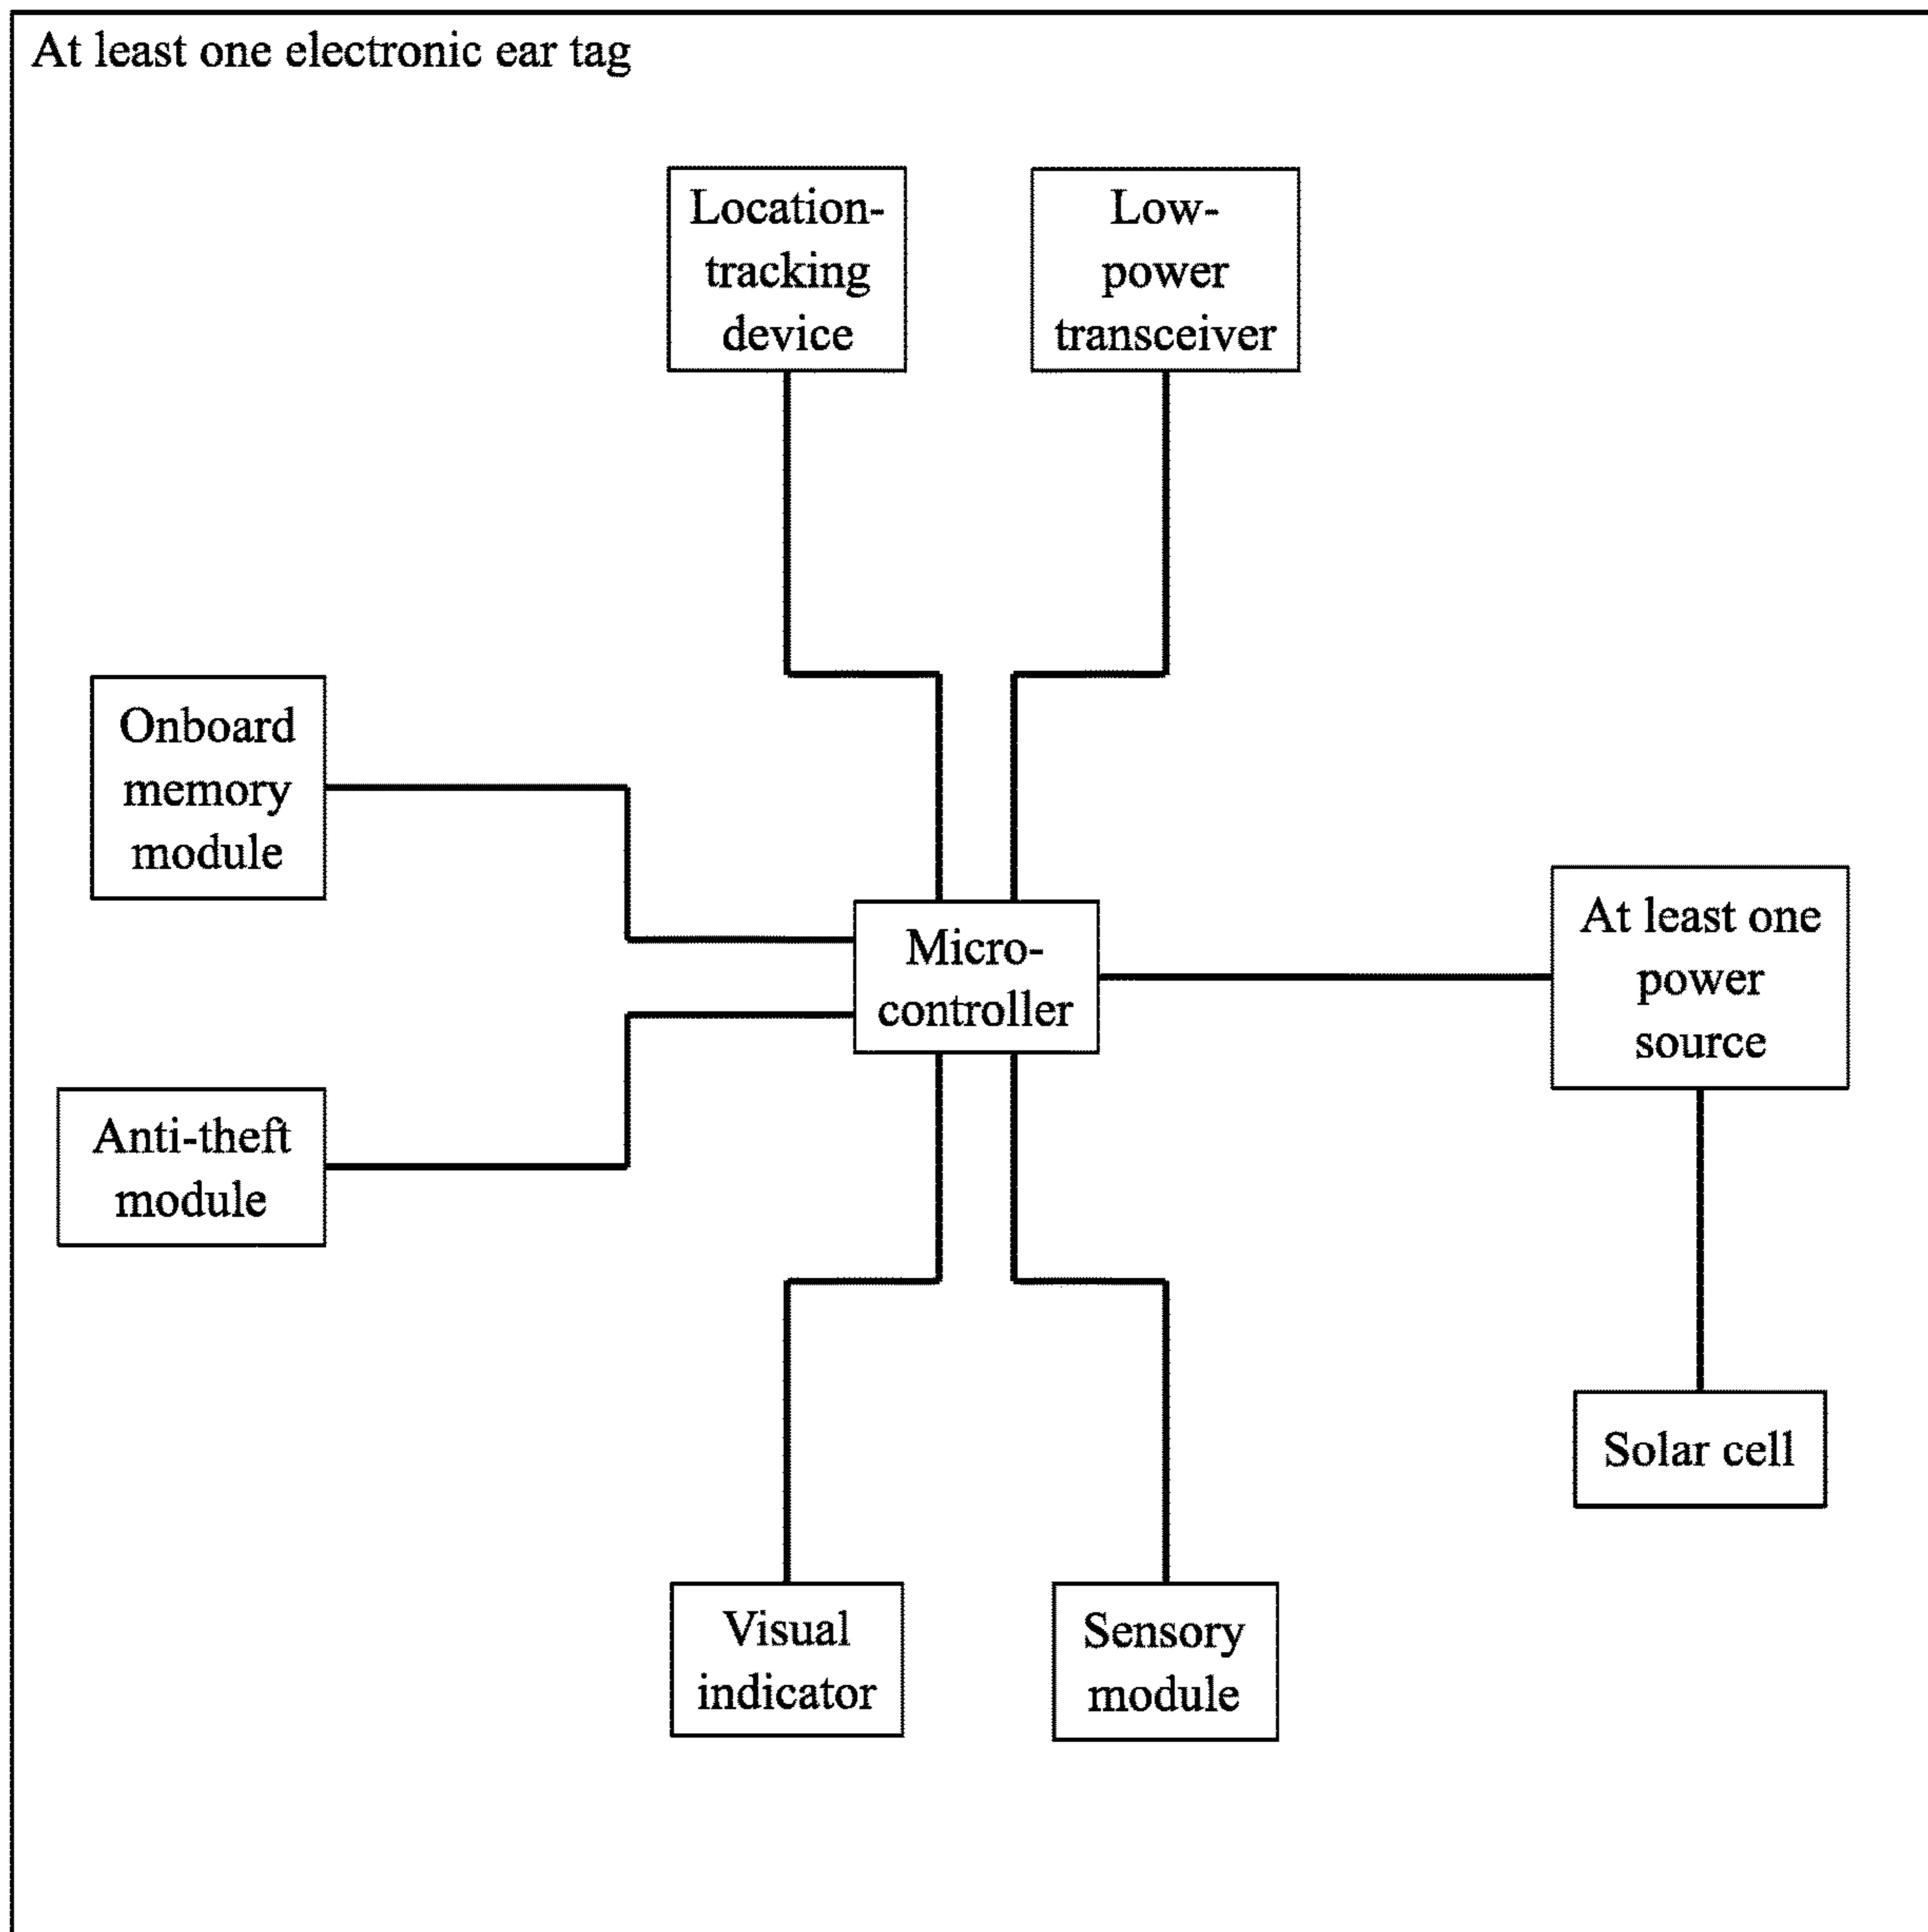 At least one electronic ear tag
Location-
tracking
device
Low-
power
transceiver
Onboard
memory
module
Micro-
controller
At least one
power
source
Anti-theft
module
Solar cell
Visual
indicator
Sensory
module